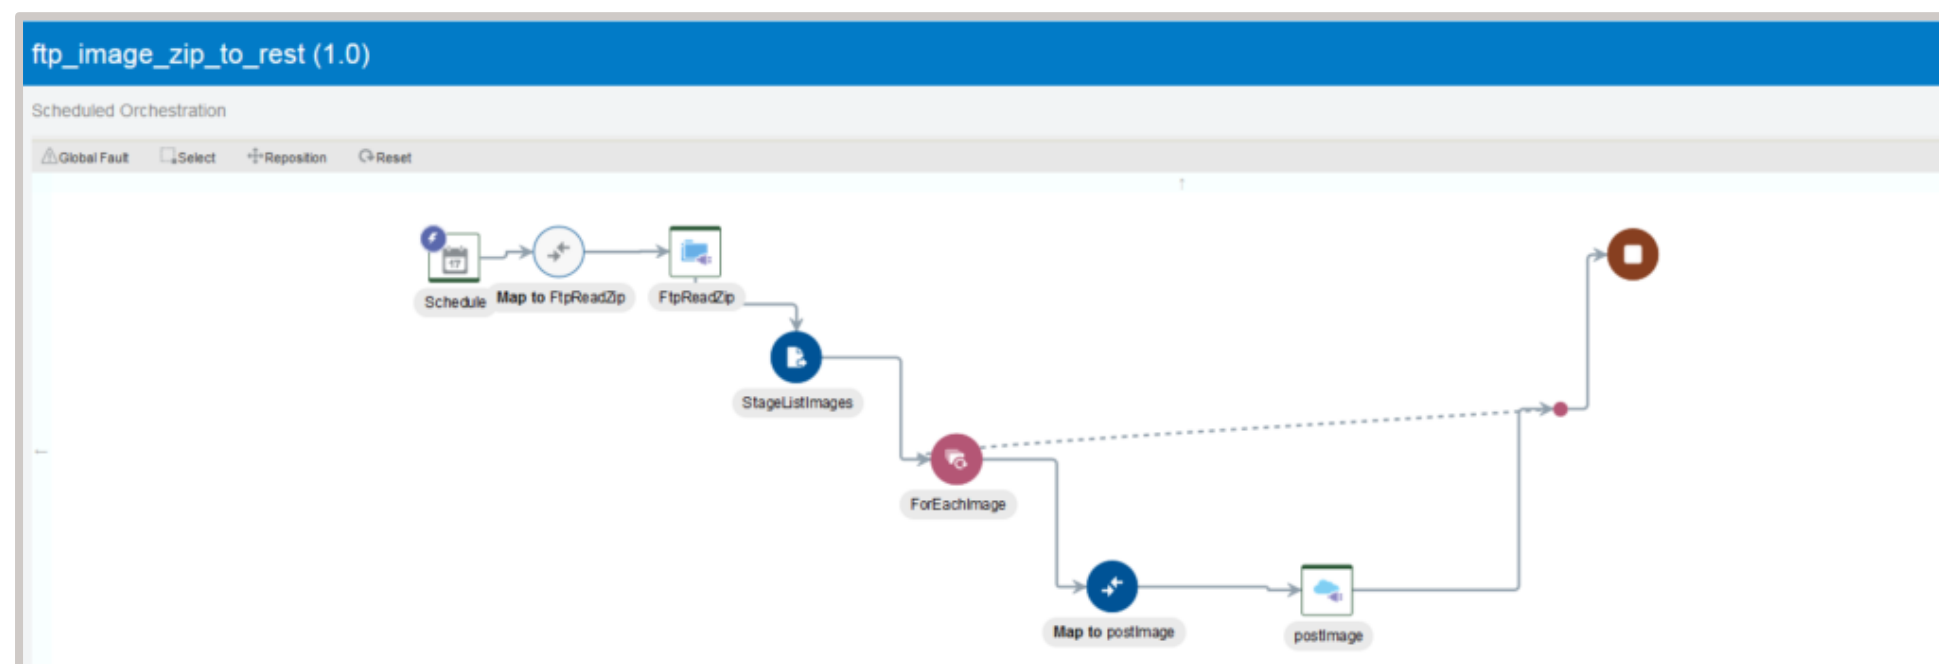 ftp_image_zip_to_rest (1.0)
Scheduled Orchestration
Global Fault Select Reposition Reset
17
Schedule Map to FtpReadZip FtpReadZip
StageListImages
ForEachImage
Map to postImage postImage